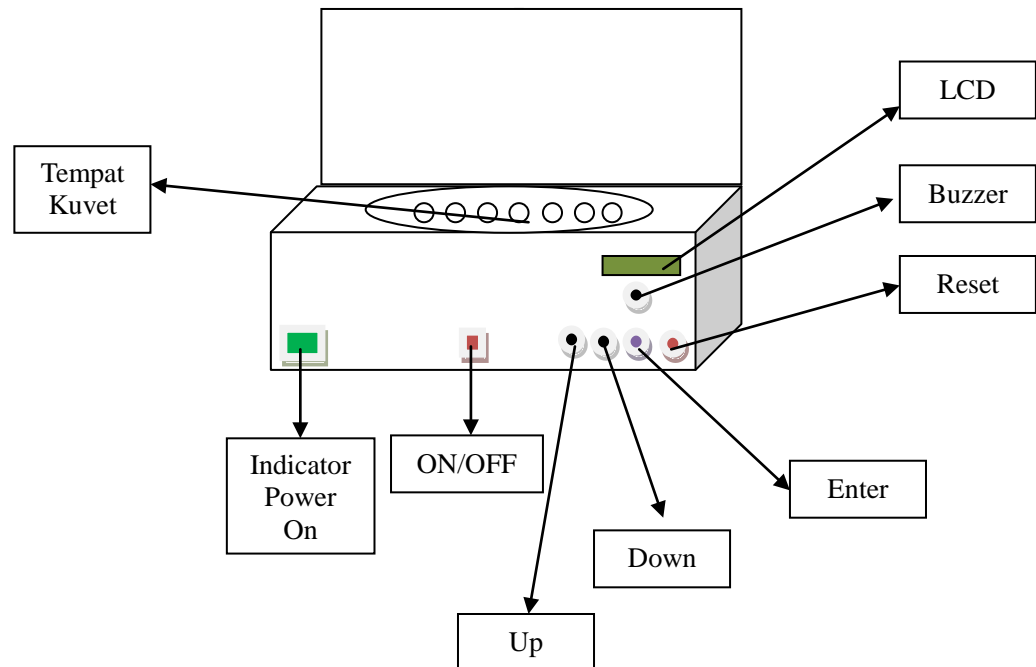 LCD
Tempat
Kuvet
Buzzer
Reset
Indicator
Power
On
ON/OFF
Enter
Down
Up